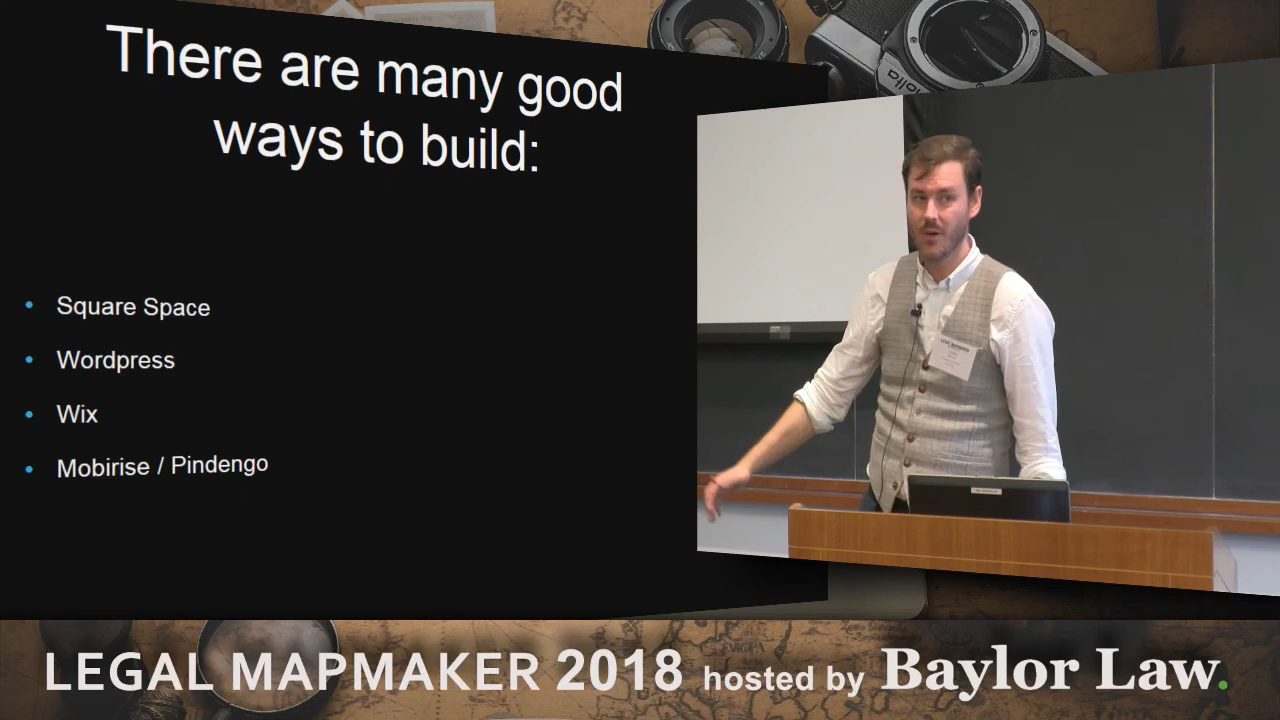 There are many good
ways to build:
Square Space
Wordpress
Wix
Mobirise / Pindengo
LEGAL MAPMAKER 2018 hosted by Baylor Law.